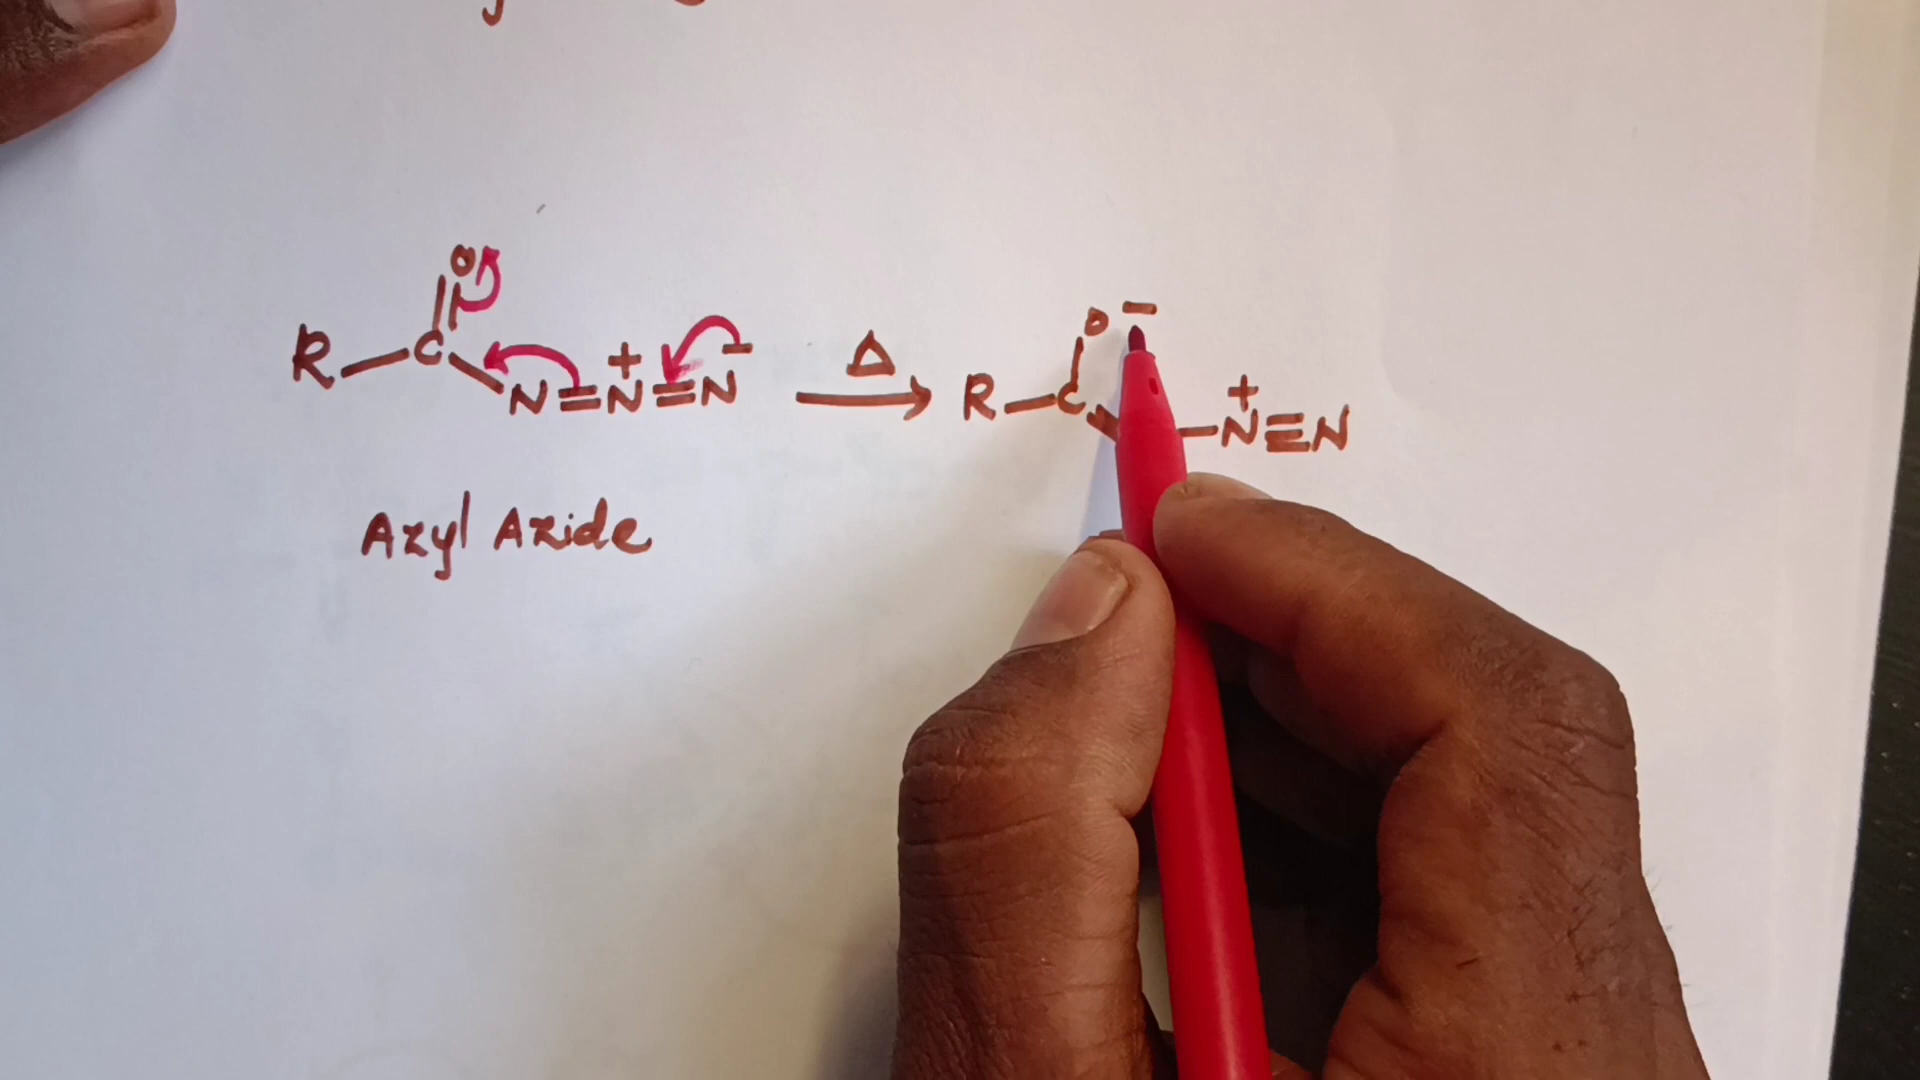 O O⁻
R—C—N=N⁺=N⁻ Δ → R—C= —N⁺≡N
Azyl Azide